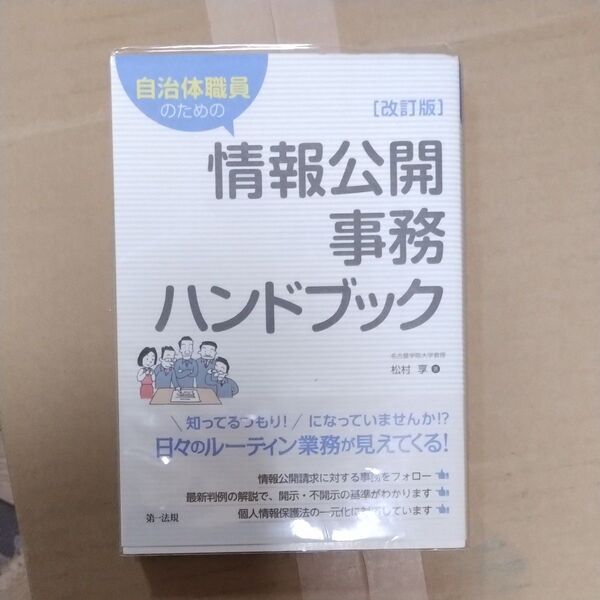 自治体職員
のための
[改訂版]
情報公開
事務
ハンドブック
名古屋学院大学教授
松村 享 著
知ってるつもり! になっていませんか!?
日々のルーティン業務が見えてくる!
情報公開請求に対する事務をフォロー
最新判例の解説で、開示・不開示の基準がわかります
個人情報保護法の一元化に対応しています
第一法規